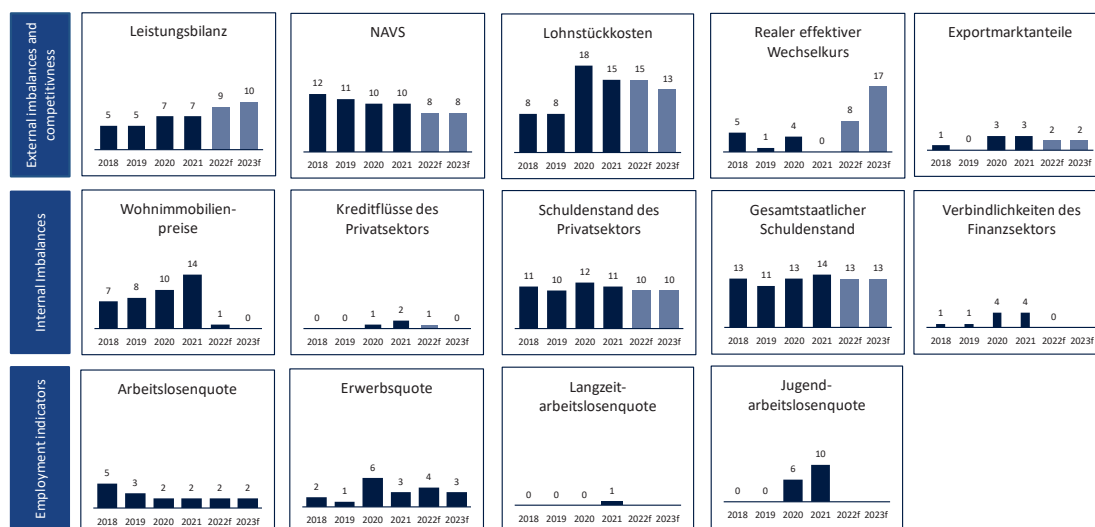 External imbalances and
competitivness
Leistungsbilanz
5 5 7 7 9 10
2018 2019 2020 2021 2022f 2023f
NAVS
12 11 10 10 8 8
2018 2019 2020 2021 2022f 2023f
Lohnstückkosten
8 8 18 15 15 13
2018 2019 2020 2021 2022f 2023f
Realer effektiver
Wechselkurs
5 1 4 0 8 17
2018 2019 2020 2021 2022f 2023f
Exportmarktanteile
1 0 3 3 2 2
2018 2019 2020 2021 2022f 2023f
Internal Imbalances
Wohnimmobilien-
preise
7 8 10 14 1 0
2018 2019 2020 2021 2022f 2023f
Kreditflüsse des
Privatsektors
0 0 1 2 1 0
2018 2019 2020 2021 2022f 2023f
Schuldenstand des
Privatsektors
11 10 12 11 10 10
2018 2019 2020 2021 2022f 2023f
Gesamtstaatlicher
Schuldenstand
13 11 13 14 13 13
2018 2019 2020 2021 2022f 2023f
Verbindlichkeiten des
Finanzsektors
1 1 4 4 0
2018 2019 2020 2021 2022f 2023f
Employment indicators
Arbeitslosenquote
5 3 2 2 2 2
2018 2019 2020 2021 2022f 2023f
Erwerbsquote
2 1 6 3 4 3
2018 2019 2020 2021 2022f 2023f
Langzeit-
arbeitslosenquote
0 0 0 1
2018 2019 2020 2021 2022f 2023f
Jugend-
arbeitslosenquote
0 0 6 10
2018 2019 2020 2021 2022f 2023f